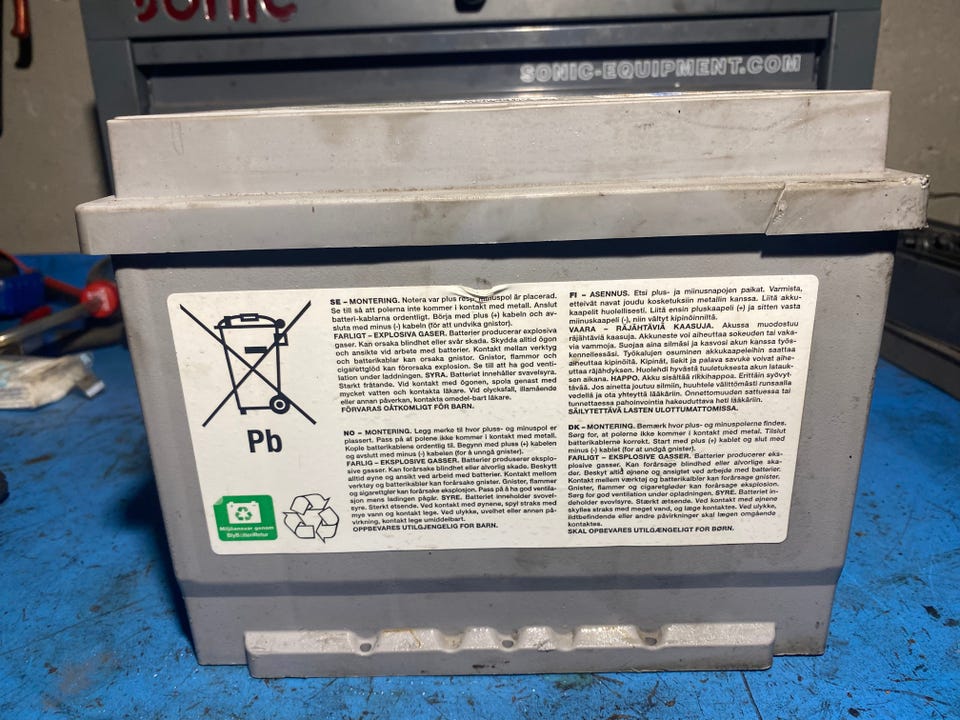 SONIC
SONIC-EQUIPMENT.COM
SE – MONTERING. Notera var plus resp. minuspol är placerad.
Se till så att polerna inte kommer i kontakt med metall. Anslut
batteri-kablarna ordentligt. Börja med plus (+) kabeln och av-
sluta med minus (-) kabeln (för att undvika gnistor).
FARLIGT – EXPLOSIVA GASER. Batterier producerar explosiva
gaser. Kan orsaka blindhet eller svår skada. Skydda alltid ögon
och ansikte vid arbete med batterier. Kontakt mellan verktyg
och batterikablar kan orsaka gnistor. Gnistor, flammor och
cigarettglöd kan förorsaka explosion. Se till att ha god venti-
lation under laddningen. SYRA. Batteriet innehåller svavelsyra.
Starkt frätande. Vid kontakt med ögonen, spola genast med
mycket vatten och kontakta läkare. Vid olycksfall, illamående
eller annan påverkan, kontakta omedel-bart läkare.
FÖRVARAS OÅTKOMLIGT FÖR BARN.
FI – ASENNUS. Etsi plus- ja miinusnapojen paikat. Varmista,
etteivät navat joudu kosketuksiin metallin kanssa. Liitä akku-
kaapelit huolellisesti. Liitä ensin pluskaapeli (+) ja sitten vasta
miinuskaapeli (-), niin vältyt kipinöinniltä.
VAARA – RÄJÄHTÄVIÄ KAASUJA. Akussa muodostuu
räjähtäviä kaasuja. Akkuneste voi aiheuttaa sokeuden tai vaka-
via vammoja. Suojaa aina silmäsi ja kasvosi akun kanssa työs-
kennellessäsi. Työkalujen osuminen akkukaapeleihin saattaa
aiheuttaa kipinöintiä. Kipinät, liekit ja palava savuke voivat aihe-
uttaa räjähdyksen. Huolehdi hyvästä tuuletuksesta akun latauk-
sen aikana. HAPPO. Akku sisältää rikkihappoa. Erittäin syövyt-
tävää. Jos ainetta joutuu silmiin, huuhtele välittömästi runsaalla
vedellä ja ota yhteyttä lääkäriin. Onnettomuuden sattuessa tai
tunnettaessa pahoinvointia hakeuduttava heti lääkäriin.
SÄILYTETTÄVÄ LASTEN ULOTTUMATTOMISSA.
Pb
NO – MONTERING. Legg merke til hvor pluss- og minuspol er
plassert. Pass på at polene ikke kommer i kontakt med metall.
Kople batterikablene ordentlig til. Begynn med pluss (+) kabelen
og avslutt med minus (-) kabelen (for å unngå gnister).
FARLIG – EKSPLOSIVE GASSER. Batterier produserer eksplo-
sive gasser. Kan forårsake blindhet eller alvorlig skade. Beskytt
alltid øyne og ansikt ved arbeid med batterier. Kontakt mellom
verktøy og batterikabler kan forårsake gnister. Gnister, flammer
og sigarettglør kan forårsake eksplosjon. Pass på å ha god ventila-
sjon mens ladingen pågår. SYRE. Batteriet inneholder svovel-
syre. Sterkt etsende. Ved kontakt med øynene, spyl straks med
mye vann og kontakt lege. Ved ulykke, uvelhet eller annen på-
virkning, kontakt lege umiddelbart.
OPPBEVARES UTILGJENGELIG FOR BARN.
DK – MONTERING. Bemærk hvor plus- og minuspolerne findes.
Sørg for, at polerne ikke kommer i kontakt med metal. Tilslut
batterikablerne korrekt. Start med plus (+) kablet og slut med
minus (-) kablet (for at undgå gnister).
FARLIGT – EKSPLOSIVE GASSER. Batterier producerer eks-
plosive gasser. Kan forårsage blindhed eller alvorlige ska-
der. Beskyt altid øjnene og ansigtet ved arbejde med batterier.
Kontakt mellem værktøj og batterikabler kan forårsage gnister.
Gnister, flammer og cigaretgløder kan forårsage eksplosion.
Sørg for god ventilation under opladningen. SYRE. Batteriet in-
deholder svovlsyre. Stærkt ætsende. Ved kontakt med øjnene
skylles straks med meget vand, og læge kontaktes. Ved ulykke,
ildtbefindende eller andre påvirkninger skal lægen omgående
kontaktes.
SKAL OPBEVARES UTILGÆNGELIGT FOR BØRN.
Miljöansvar genom
BlyBatteriRetur